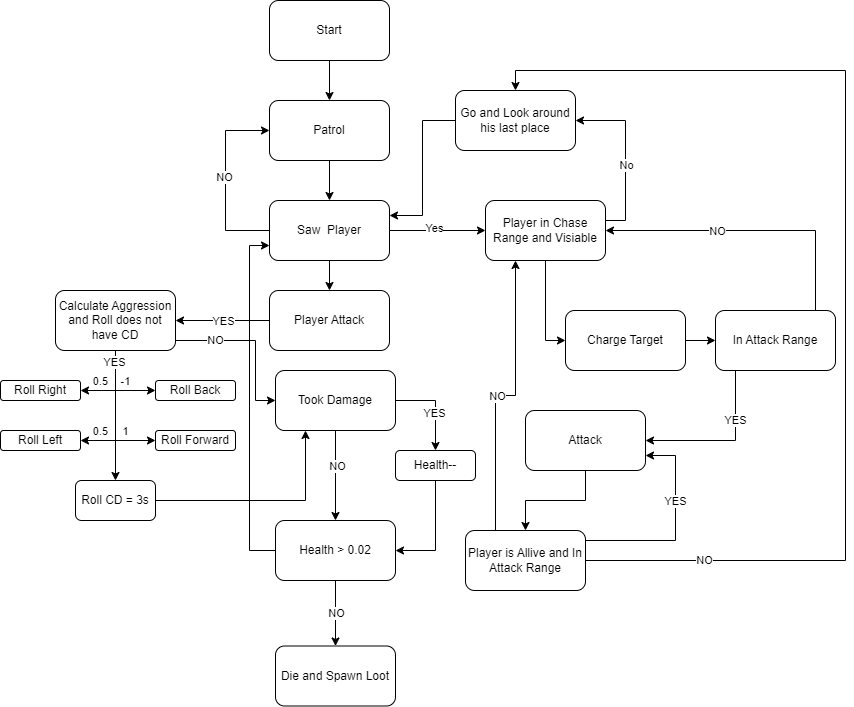 Start
Patrol
Go and Look around
his last place
No
NO
Saw Player
Yes
Player in Chase
Range and Visiable
NO
Calculate Aggression
and Roll does not
have CD
YES
Player Attack
Charge Target
In Attack Range
NO
YES
Roll Right
0.5
-1
Roll Back
Took Damage
YES
NO
YES
Roll Left
0.5
1
Roll Forward
Attack
NO
Health--
Roll CD = 3s
YES
Health > 0.02
Player is Allive and In
Attack Range
NO
NO
Die and Spawn Loot